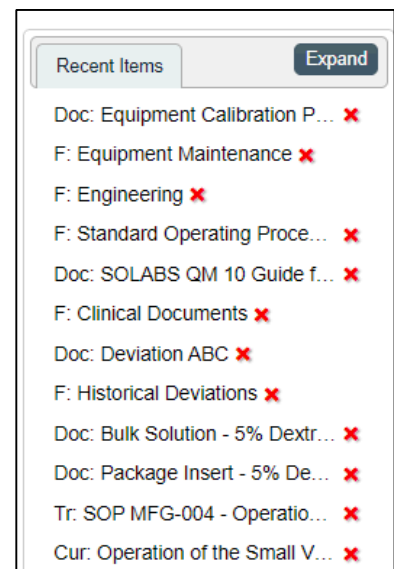 Recent Items
Expand
Doc: Equipment Calibration P...
F: Equipment Maintenance
F: Engineering
F: Standard Operating Proce...
Doc: SOLABS QM 10 Guide f...
F: Clinical Documents
Doc: Deviation ABC
F: Historical Deviations
Doc: Bulk Solution - 5% Dextr...
Doc: Package Insert - 5% De...
Tr: SOP MFG-004 - Operatio...
Cur: Operation of the Small V...